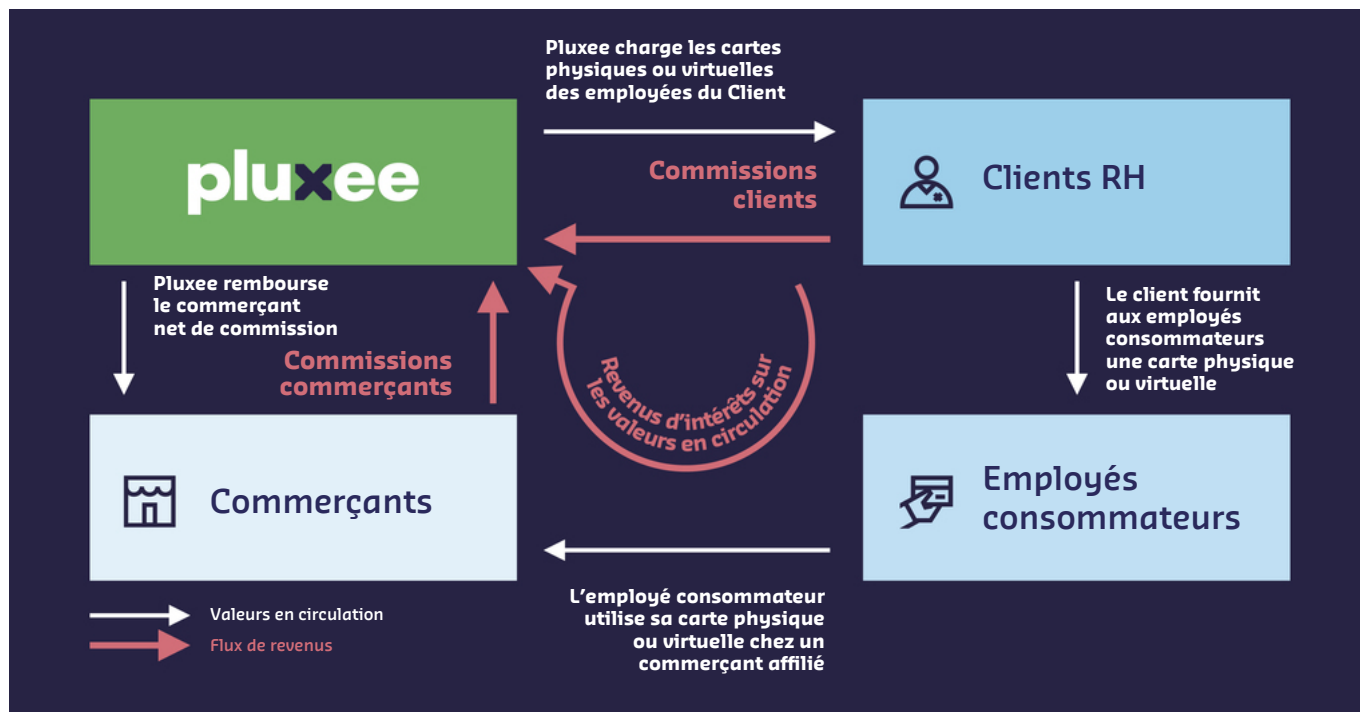 Pluxee charge les cartes
physiques ou virtuelles
des employées du Client
pluxee
Commissions
clients
Clients RH
Pluxee rembourse
le commerçant
net de commission
Commissions
commerçants
Revenus d'intérêts sur
les valeurs en circulation
Le client fournit
aux employés
consommateurs
une carte physique
ou virtuelle
Commerçants
Employés
consommateurs
L'employé consommateur
utilise sa carte physique
ou virtuelle chez un
commerçant affilié
Valeurs en circulation
Flux de revenus